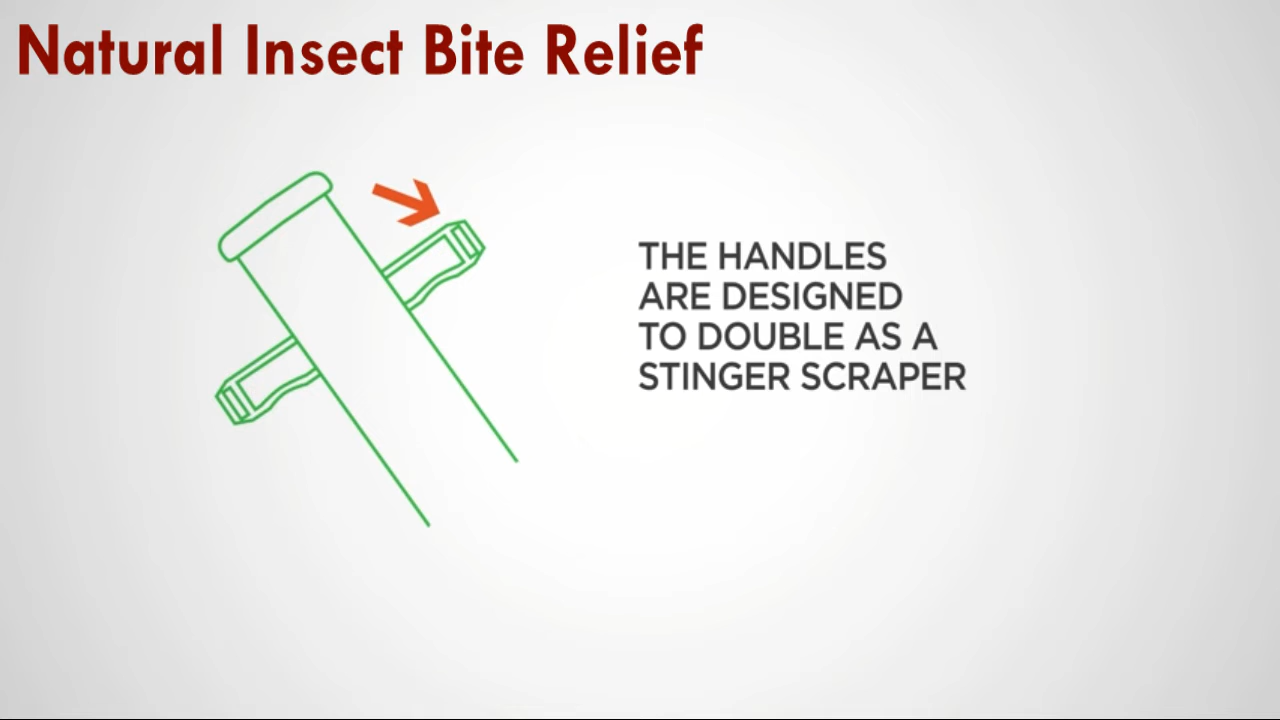 Natural Insect Bite Relief
THE HANDLES
ARE DESIGNED
TO DOUBLE AS A
STINGER SCRAPER